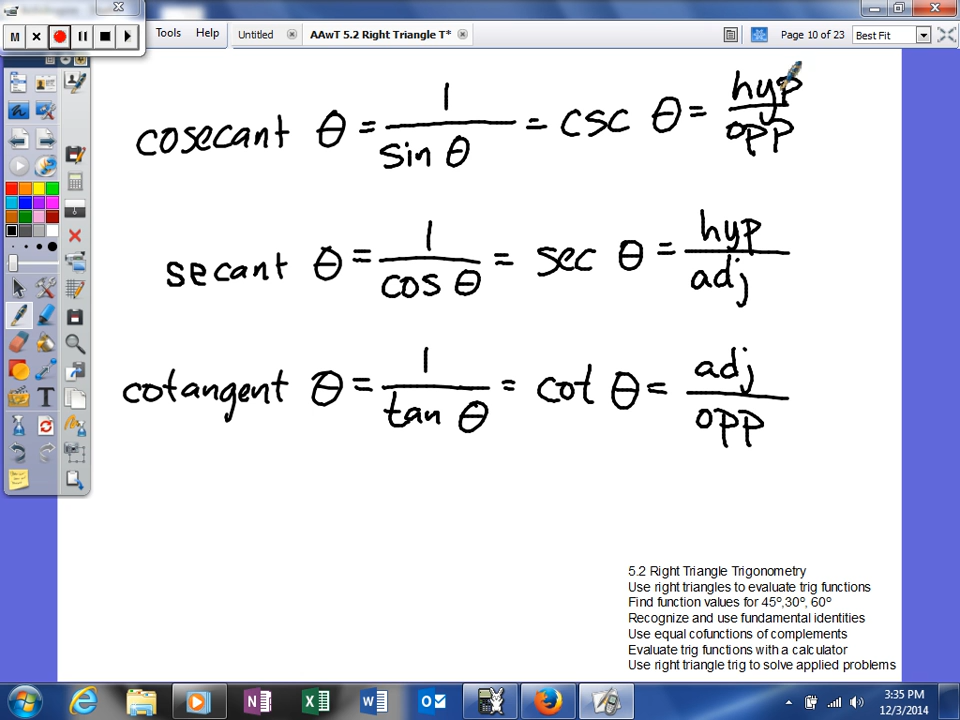 M
Tools Help Untitled AAwT 5.2 Right Triangle T* Page 10 of 23 Best Fit
cosecant θ = 1/sin θ = csc θ = hyp/opp
secant θ = 1/cos θ = sec θ = hyp/adj
cotangent θ = 1/tan θ = cot θ = adj/opp
5.2 Right Triangle Trigonometry
Use right triangles to evaluate trig functions
Find function values for 45°,30°, 60°
Recognize and use fundamental identities
Use equal cofunctions of complements
Evaluate trig functions with a calculator
Use right triangle trig to solve applied problems
3:35 PM
12/3/2014